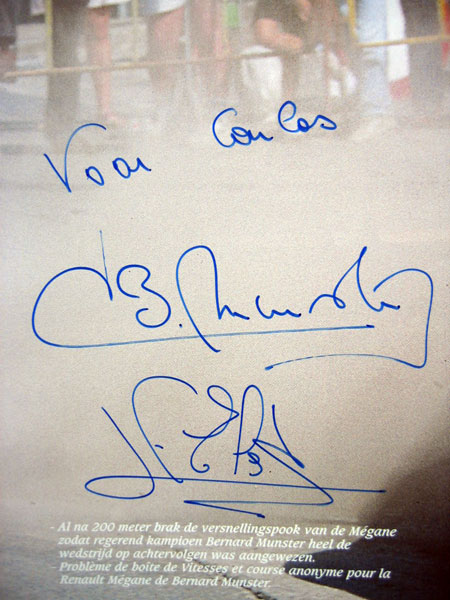 Voor Carlos
B. Munster
- Al na 200 meter brak de versnellingspook van de Mégane
zodat regerend kampioen Bernard Munster heel de
wedstrijd op achtervolgen was aangewezen.
Problème de boîte de Vitesses et course anonyme pour la
Renault Mégane de Bernard Munster.